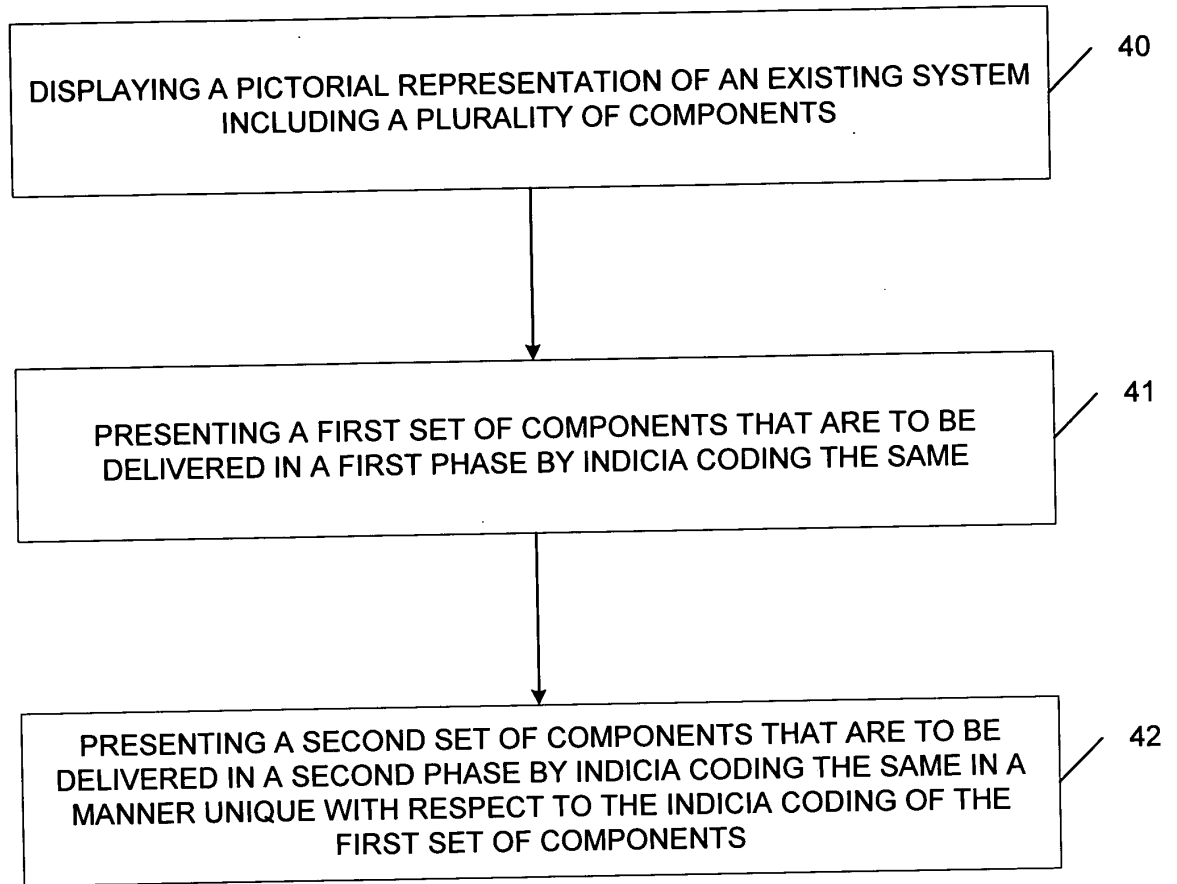 DISPLAYING A PICTORIAL REPRESENTATION OF AN EXISTING SYSTEM
INCLUDING A PLURALITY OF COMPONENTS
40
PRESENTING A FIRST SET OF COMPONENTS THAT ARE TO BE
DELIVERED IN A FIRST PHASE BY INDICIA CODING THE SAME
41
PRESENTING A SECOND SET OF COMPONENTS THAT ARE TO BE
DELIVERED IN A SECOND PHASE BY INDICIA CODING THE SAME IN A
MANNER UNIQUE WITH RESPECT TO THE INDICIA CODING OF THE
FIRST SET OF COMPONENTS
42